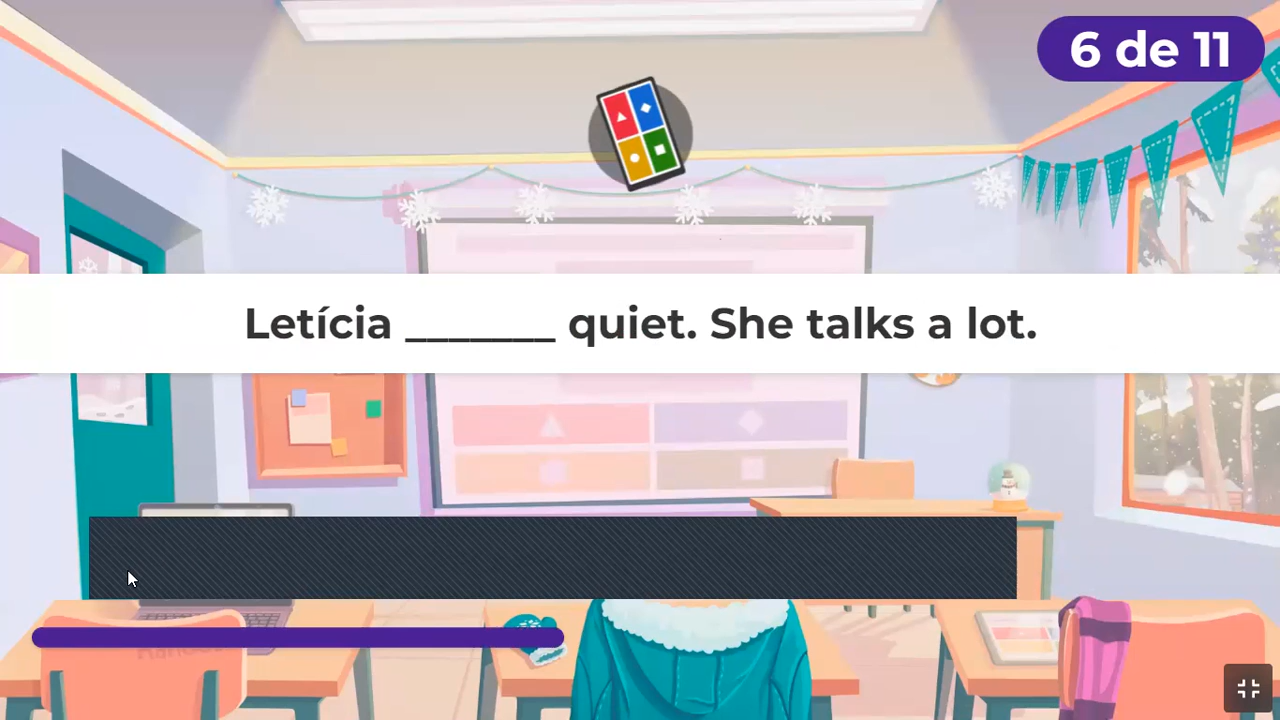 6 de 11
Letícia _______ quiet. She talks a lot.